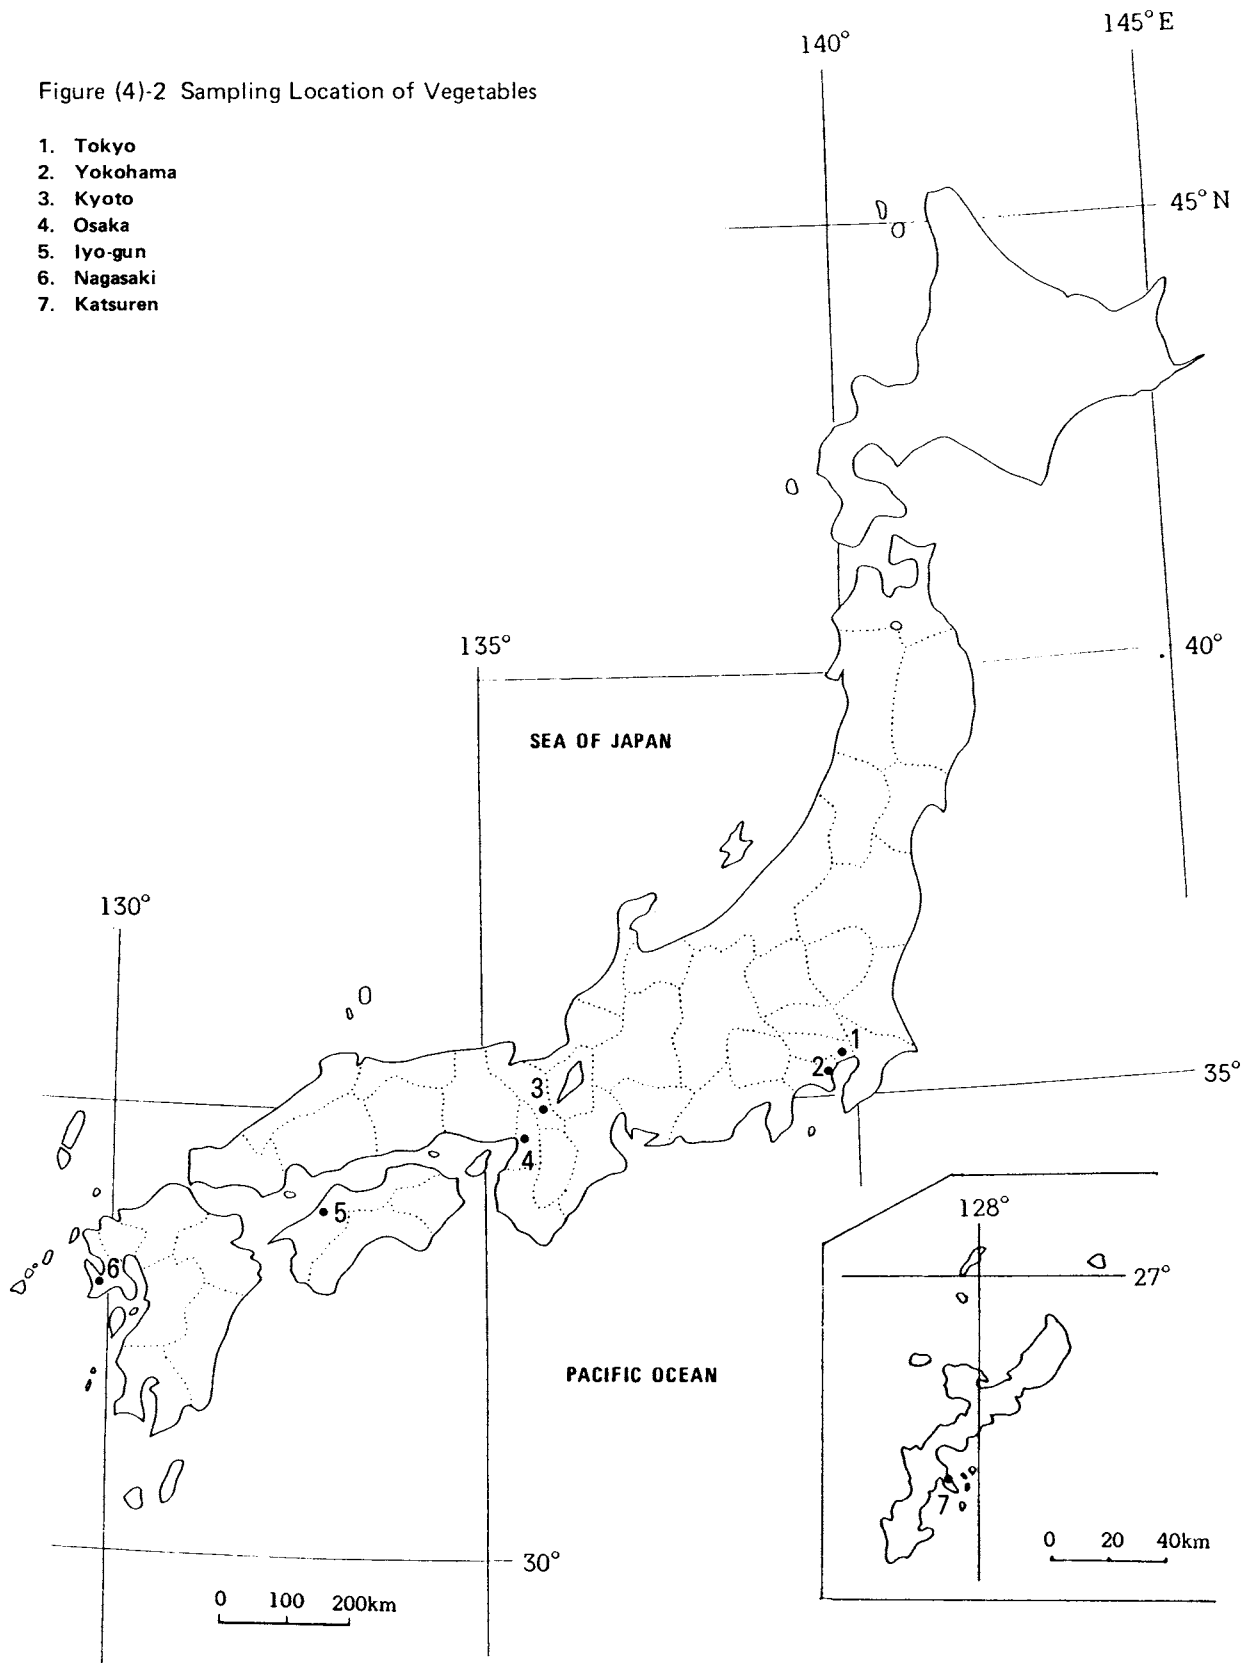 140°
145° E
Figure (4)-2 Sampling Location of Vegetables
1. Tokyo
2. Yokohama
3. Kyoto
4. Osaka
5. Iyo-gun
6. Nagasaki
7. Katsuren
45° N
135°
40°
SEA OF JAPAN
130°
1
2
35°
3
4
5
6
128°
27°
PACIFIC OCEAN
7
0 20 40km
30°
0 100 200km